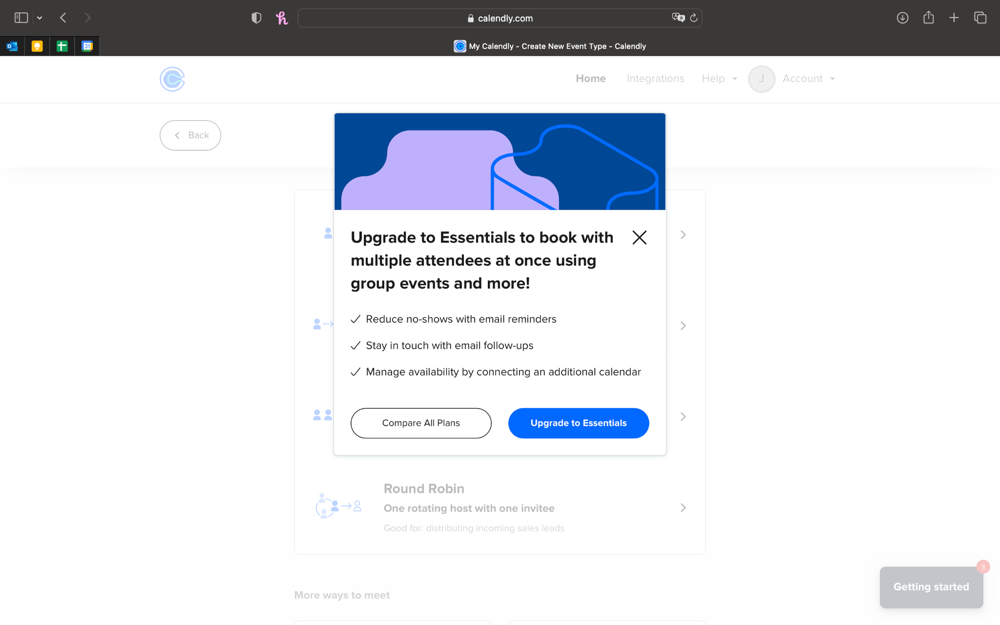 calendly.com
31
My Calendly - Create New Event Type - Calendly
Home
Integrations
Help
J
Account
Back
Upgrade to Essentials to book with
multiple attendees at once using
group events and more!
Reduce no-shows with email reminders
Stay in touch with email follow-ups
Manage availability by connecting an additional calendar
Compare All Plans
Upgrade to Essentials
Round Robin
One rotating host with one invitee
Good for: distributing incoming sales leads
3
Getting started
More ways to meet